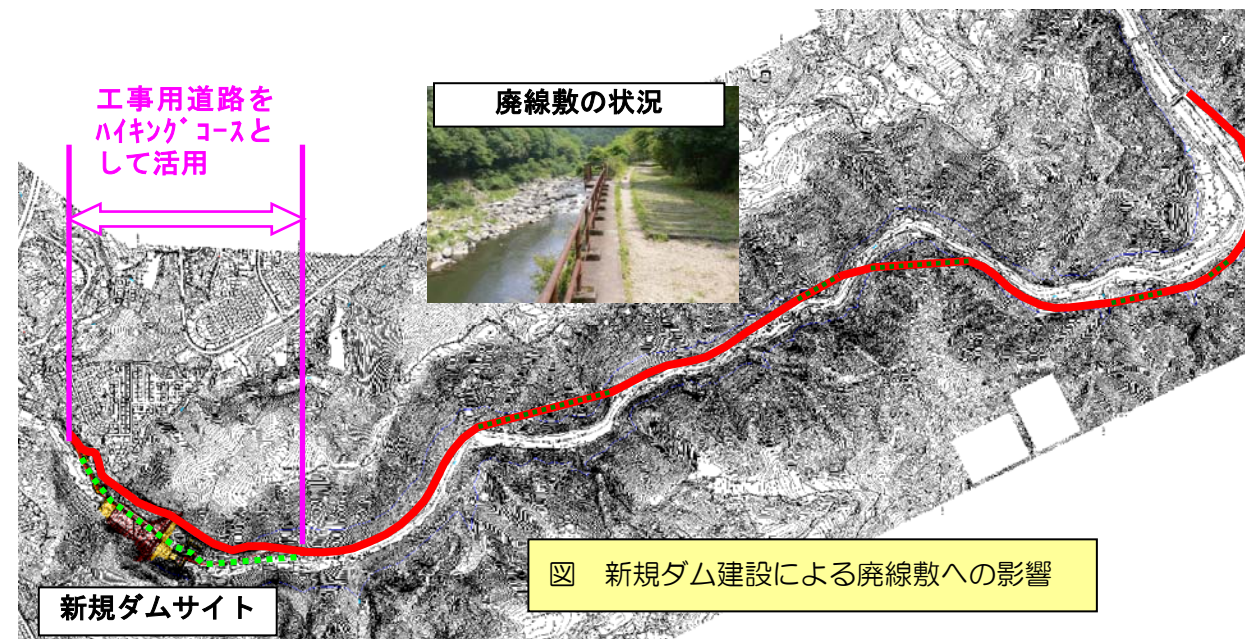 工事用道路を
ﾊｲｷﾝｸﾞｺｰｽと
して活用
廃線敷の状況
新規ダムサイト
図　新規ダム建設による廃線敷への影響